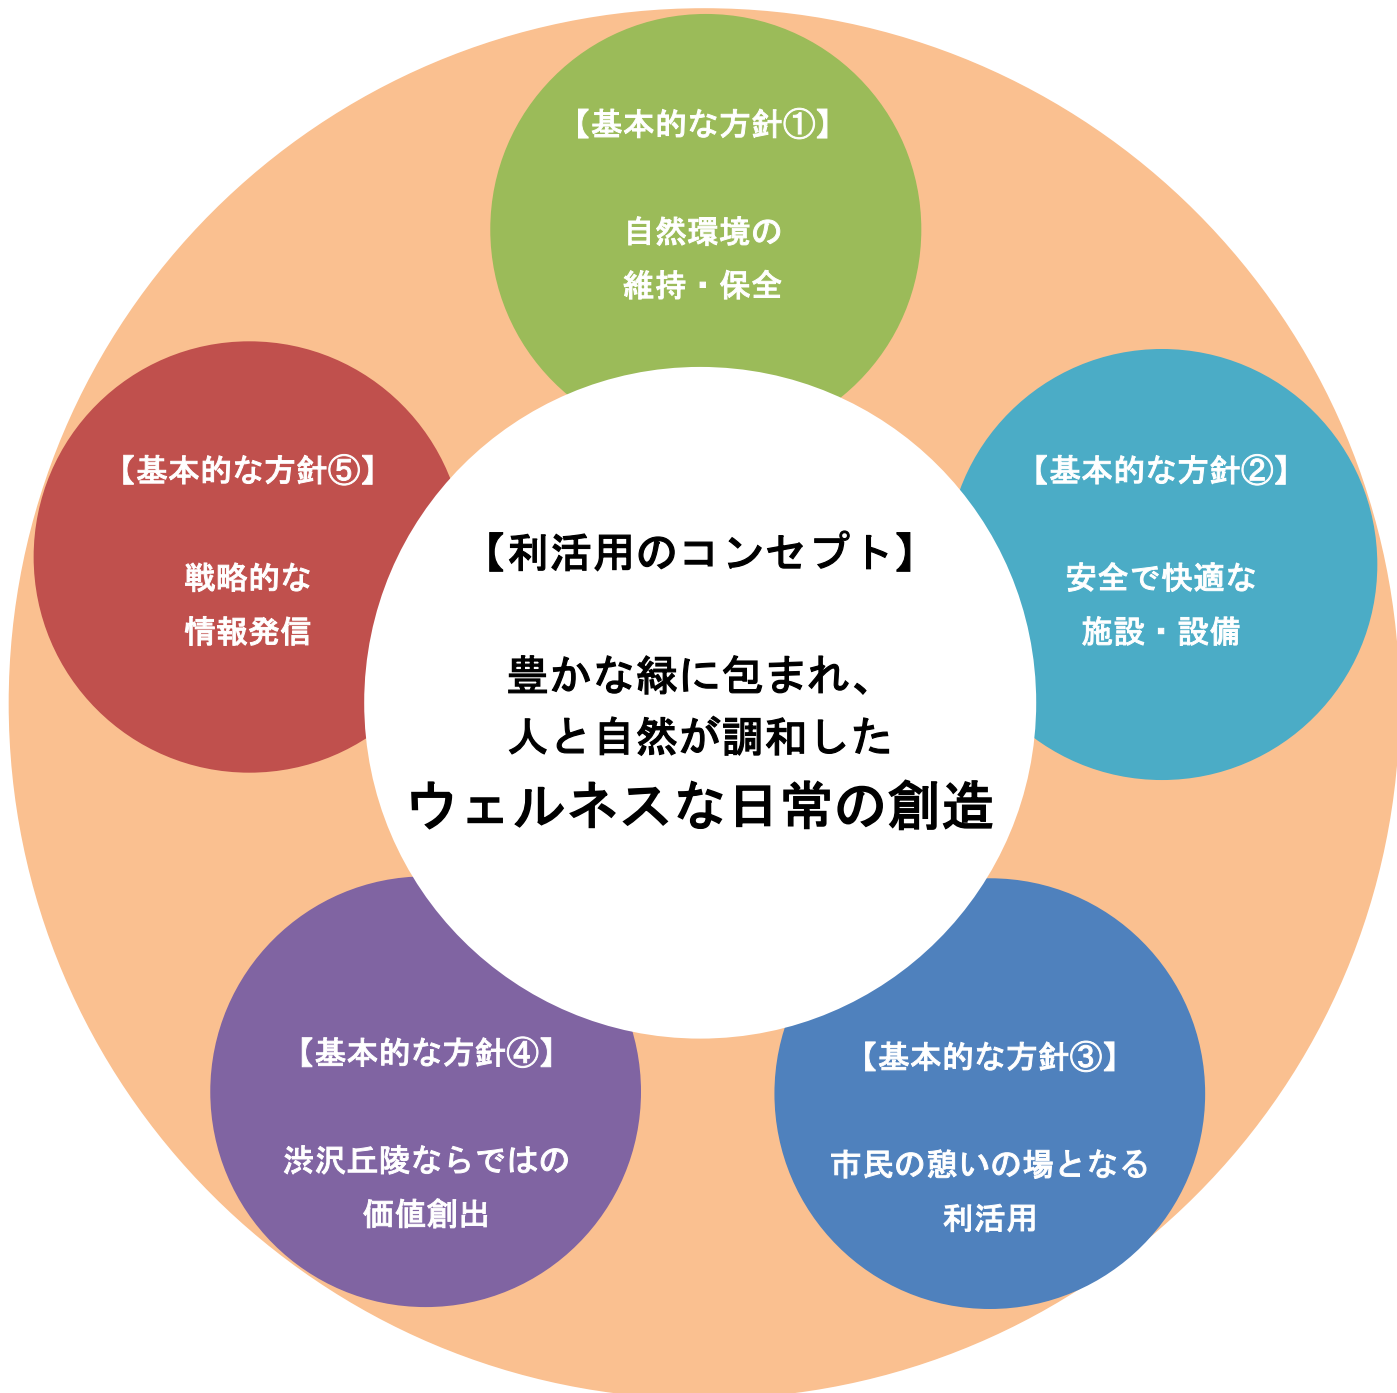 【基本的な方針①】
自然環境の
維持・保全
【基本的な方針②】
安全で快適な
施設・設備
【基本的な方針③】
市民の憩いの場となる
利活用
【基本的な方針④】
渋沢丘陵ならではの
価値創出
【基本的な方針⑤】
戦略的な
情報発信
【利活用のコンセプト】
豊かな緑に包まれ、
人と自然が調和した
ウェルネスな日常の創造